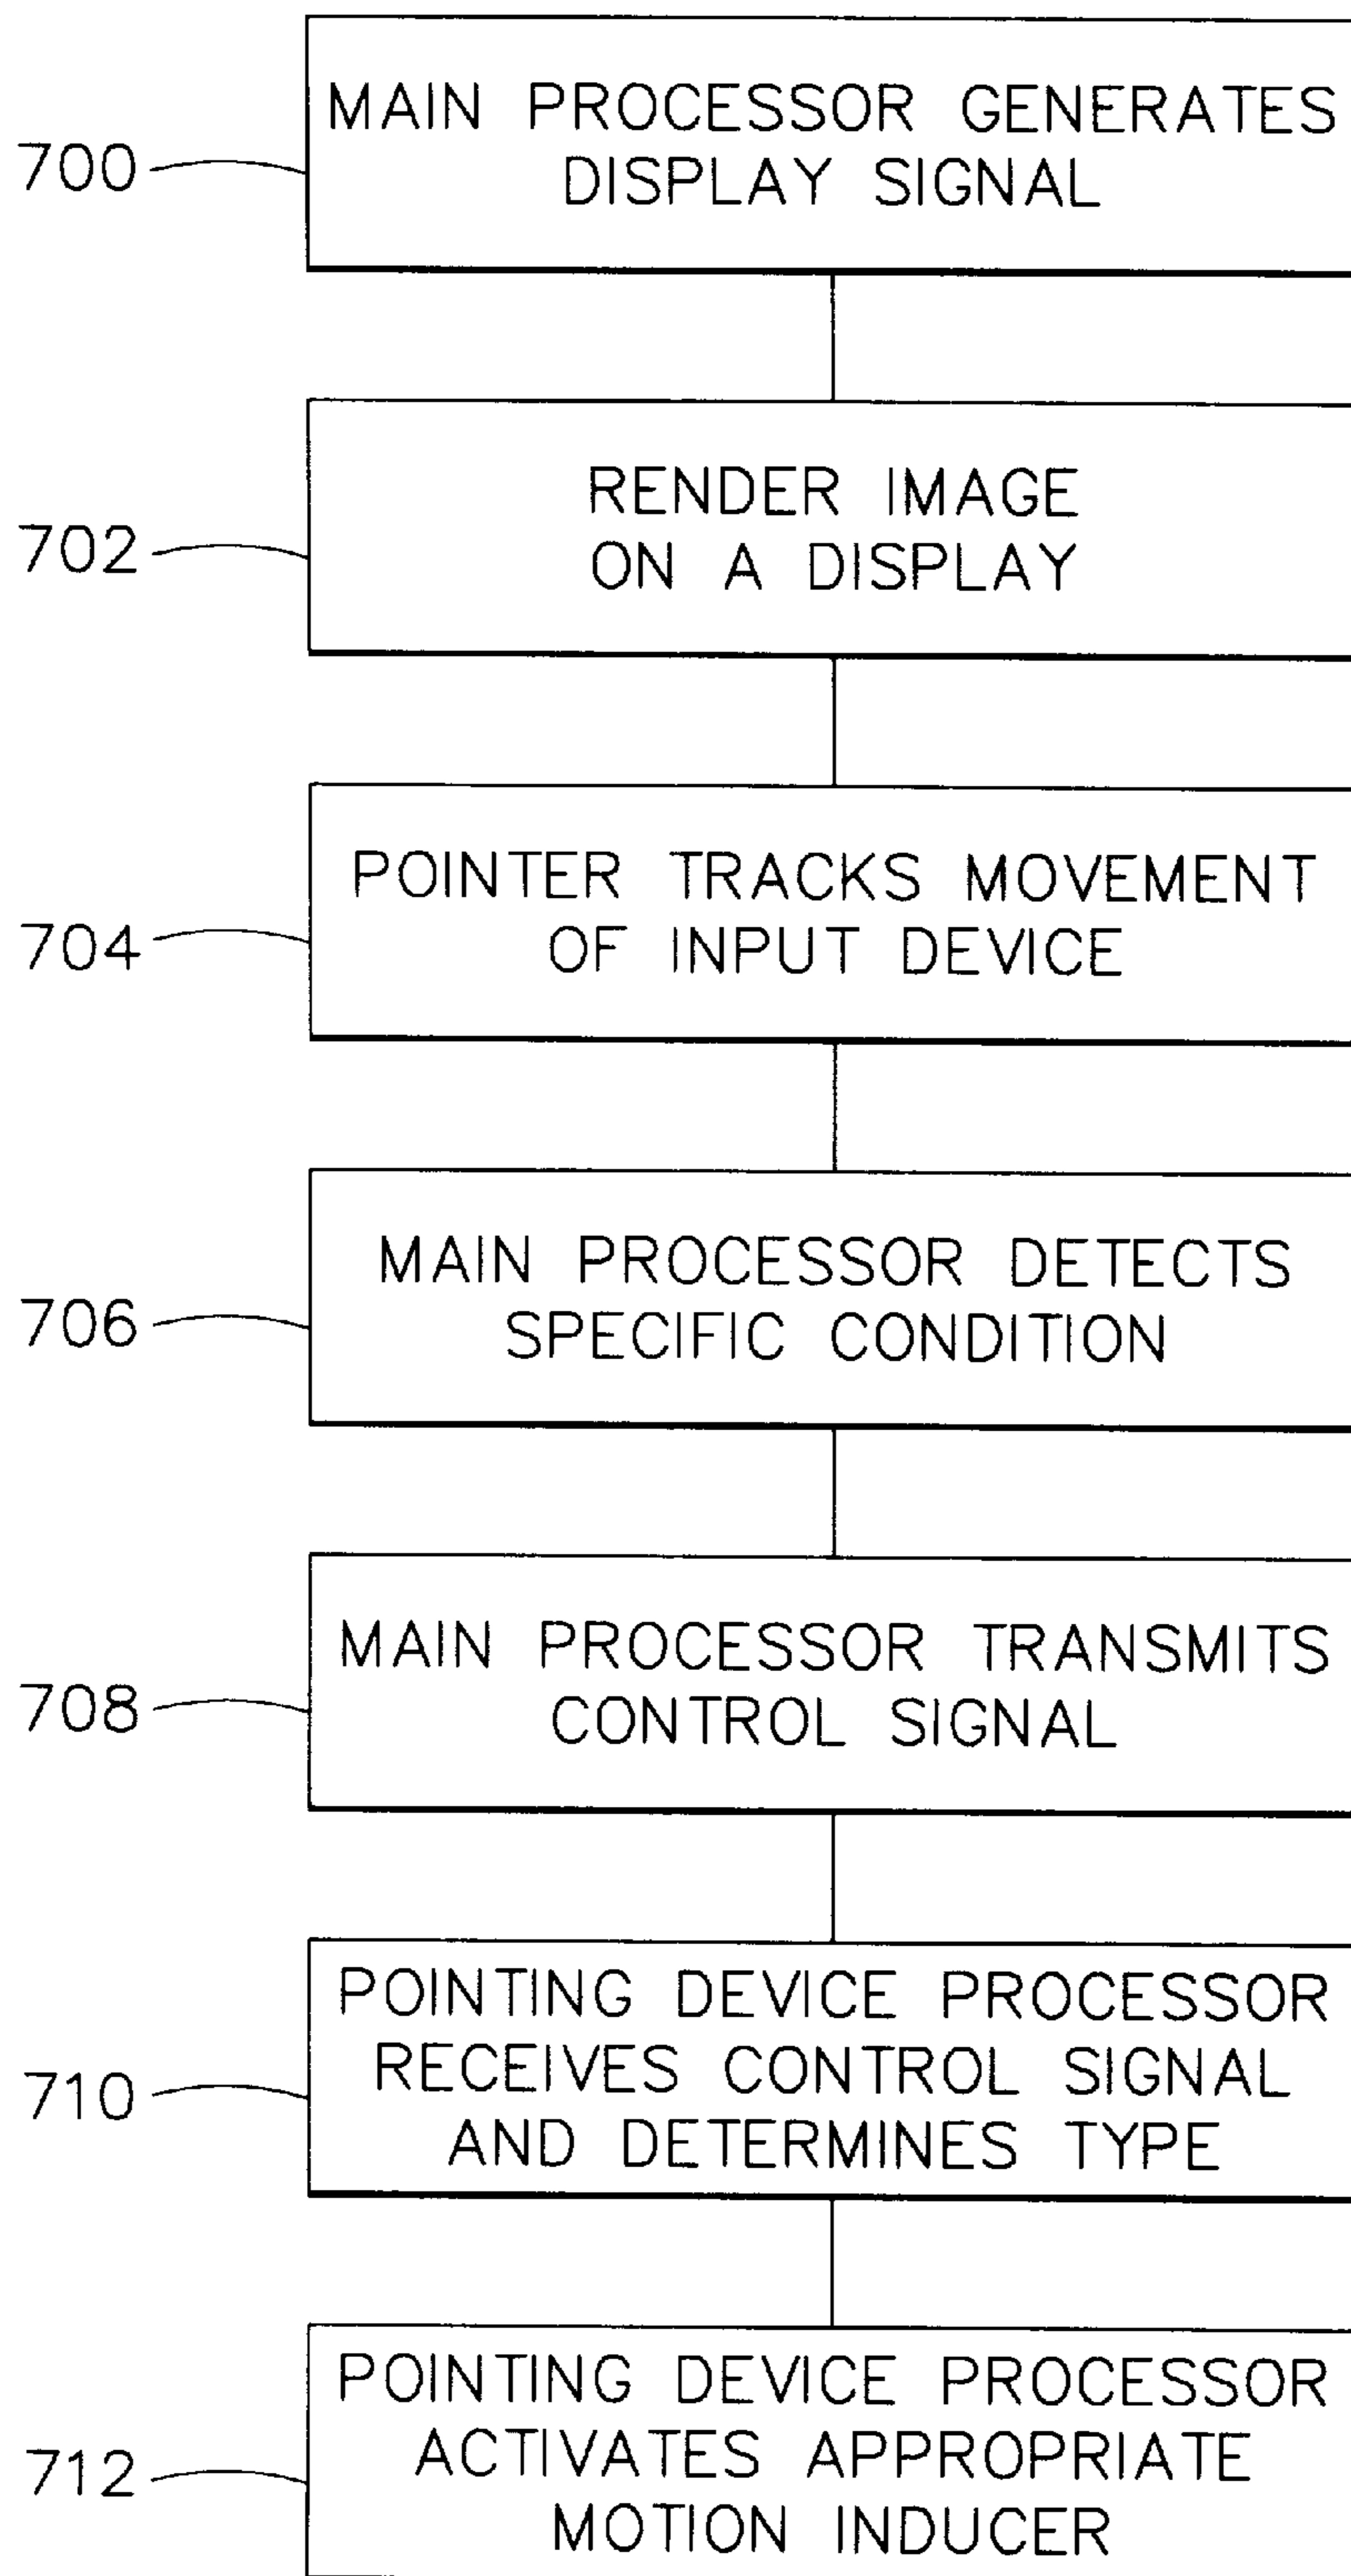 MAIN PROCESSOR GENERATES
DISPLAY SIGNAL
700
RENDER IMAGE
ON A DISPLAY
702
POINTER TRACKS MOVEMENT
OF INPUT DEVICE
704
MAIN PROCESSOR DETECTS
SPECIFIC CONDITION
706
MAIN PROCESSOR TRANSMITS
CONTROL SIGNAL
708
POINTING DEVICE PROCESSOR
RECEIVES CONTROL SIGNAL
AND DETERMINES TYPE
710
POINTING DEVICE PROCESSOR
ACTIVATES APPROPRIATE
MOTION INDUCER
712